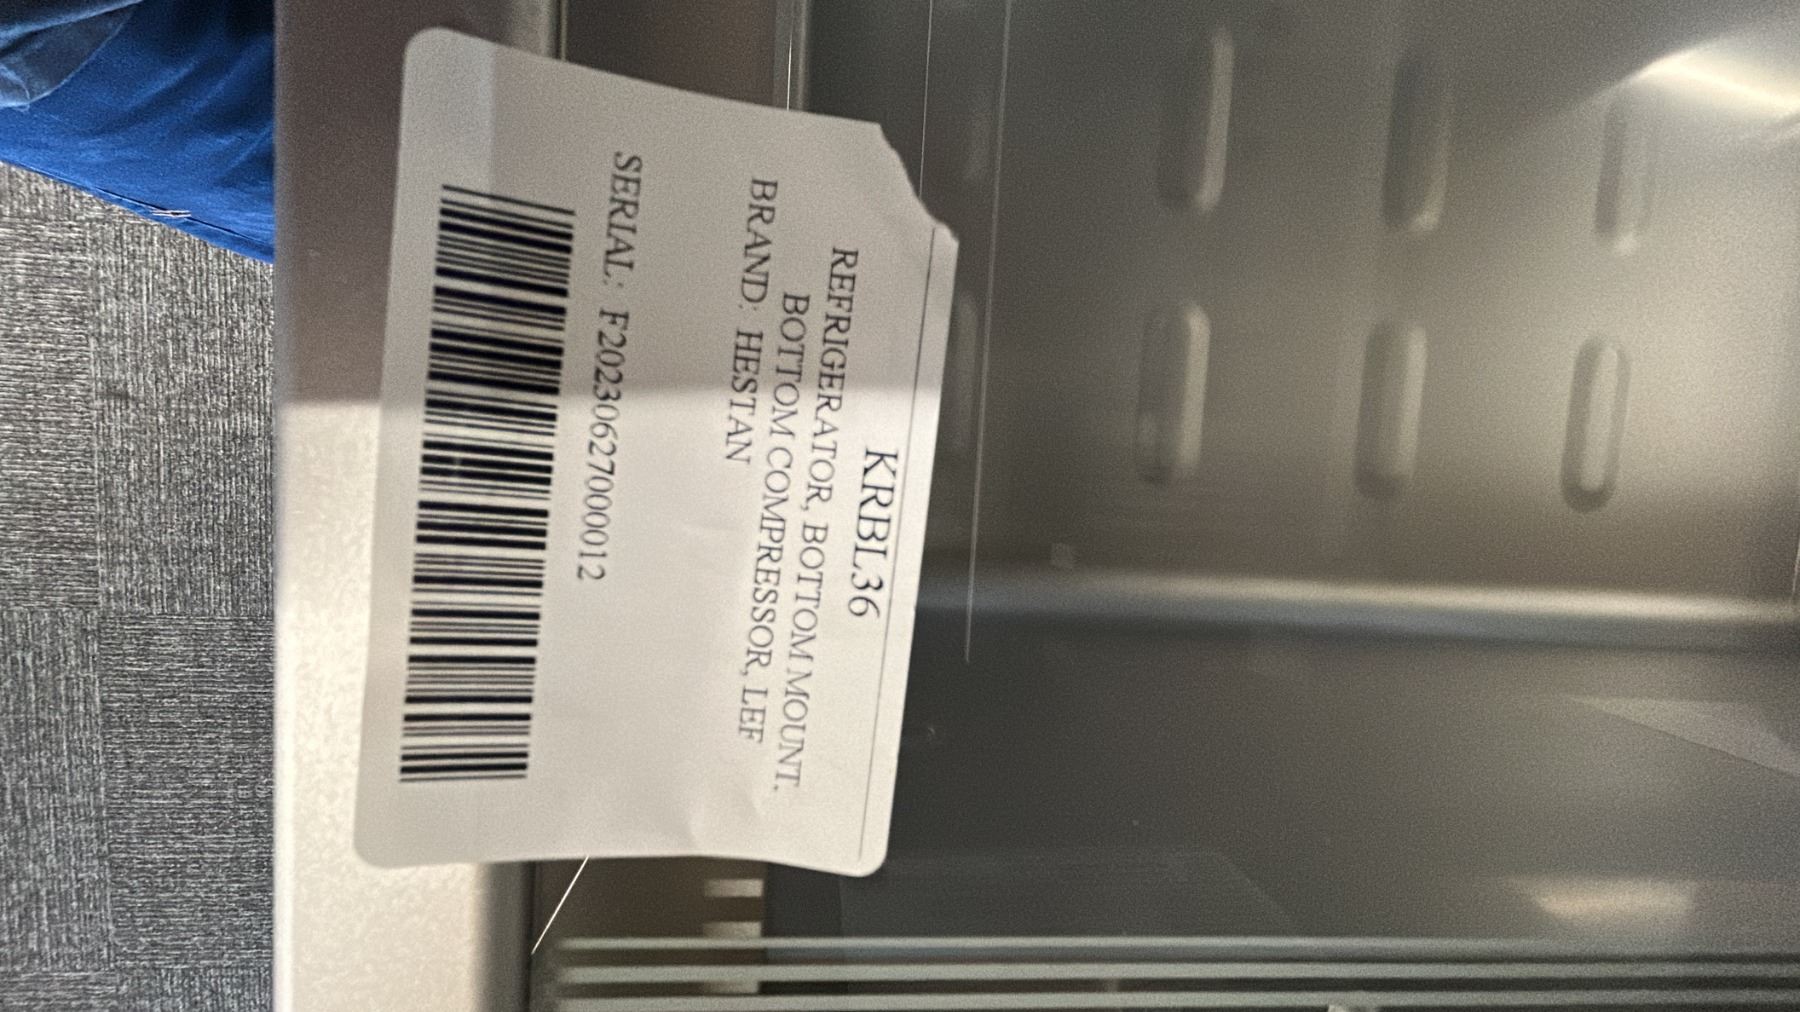 KRBL36
REFRIGERATOR, BOTTOM MOUNT.
BOTTOM COMPRESSOR, LEF
BRAND: HESTAN
SERIAL: F20230627000012